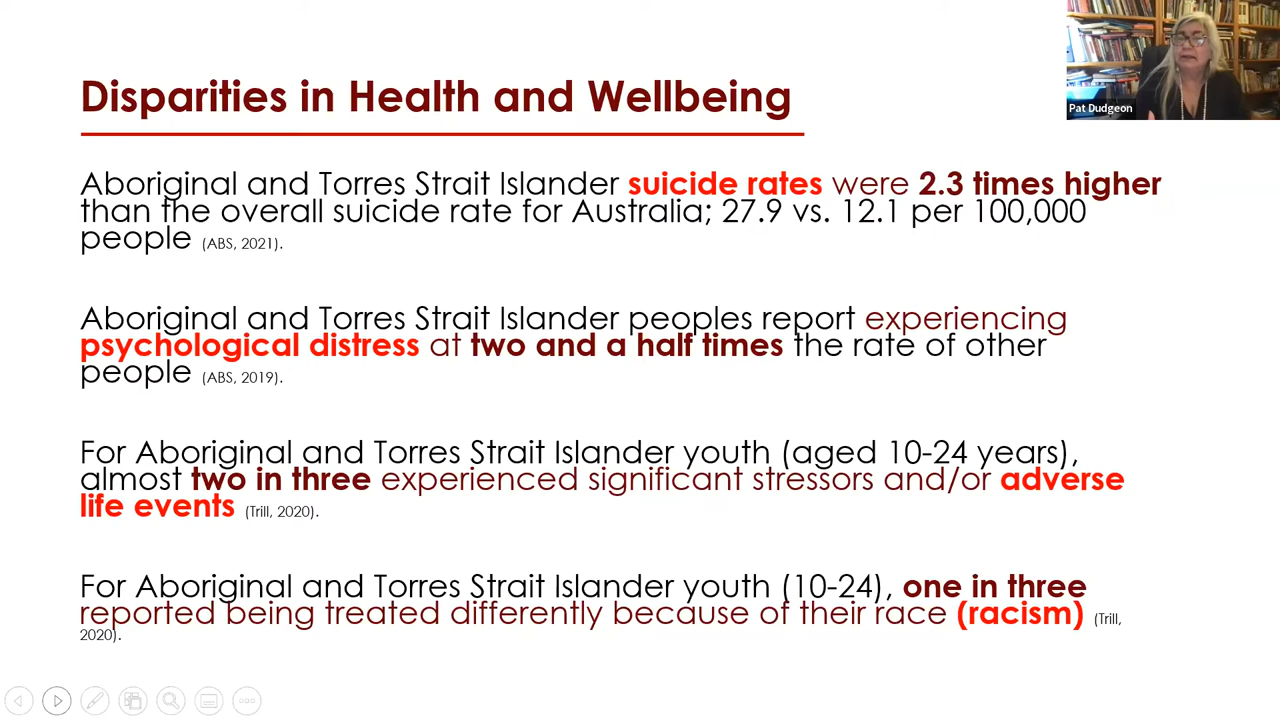 Disparities in Health and Wellbeing
Pat Dudgeon
Aboriginal and Torres Strait Islander suicide rates were 2.3 times higher
than the overall suicide rate for Australia; 27.9 vs. 12.1 per 100,000
people (ABS, 2021).
Aboriginal and Torres Strait Islander peoples report experiencing
psychological distress at two and a half times the rate of other
people (ABS, 2019).
For Aboriginal and Torres Strait Islander youth (aged 10-24 years),
almost two in three experienced significant stressors and/or adverse
life events (Trill, 2020).
For Aboriginal and Torres Strait Islander youth (10-24), one in three
reported being treated differently because of their race (racism) (Trill,
2020).